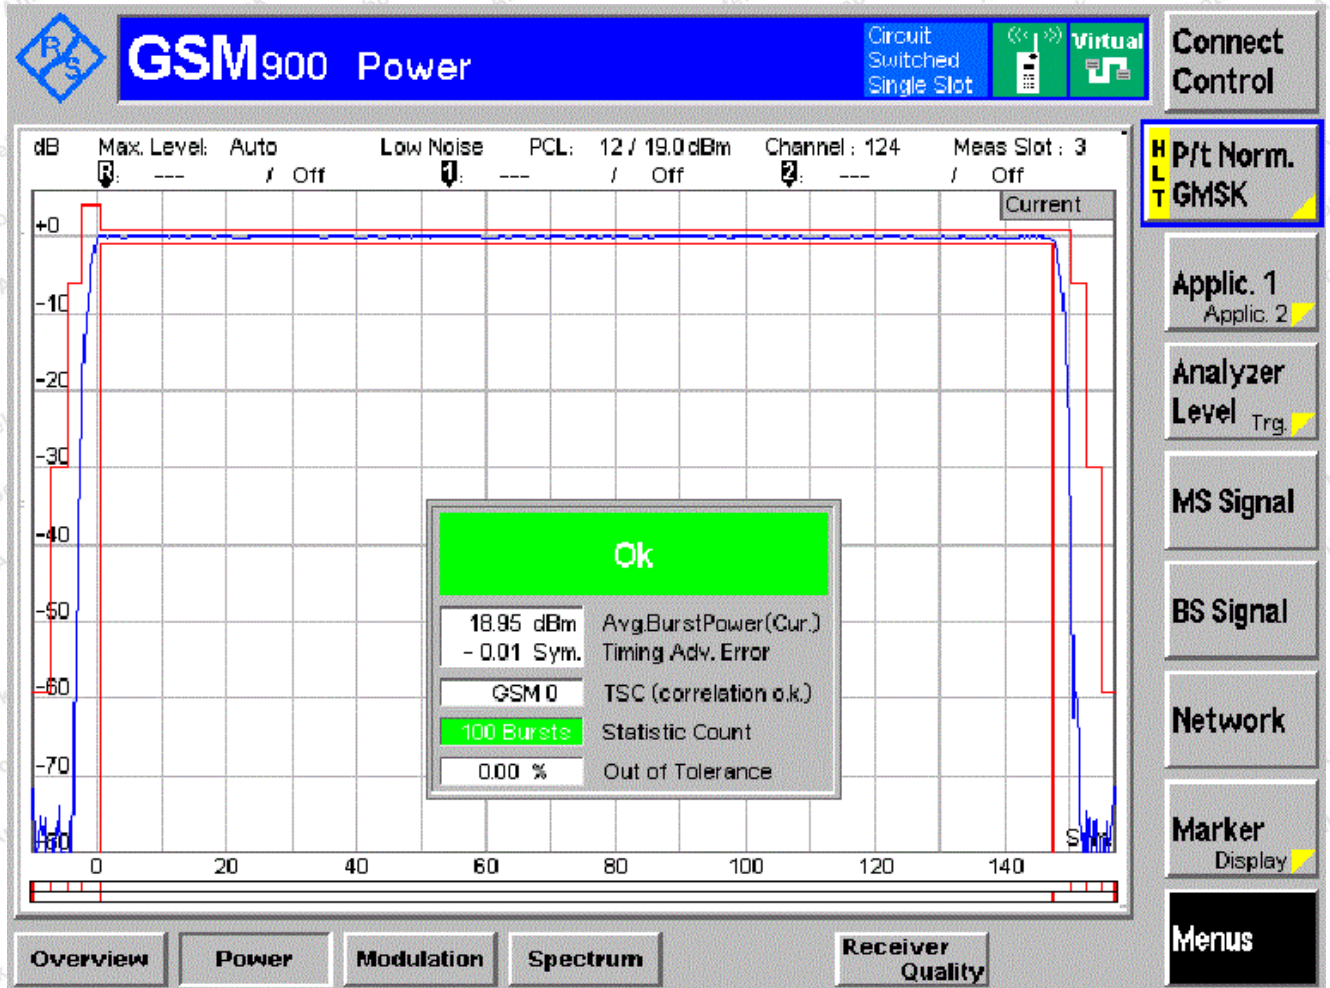 R S
GSM900 Power
Circuit
Switched
Single Slot
Virtual
Connect
Control
dB Max. Level: Auto Low Noise PCL: 12 / 19.0 dBm Channel : 124 Meas Slot : 3
R: --- / Off 1: --- / Off 2: --- / Off
Current
HLT
P/t Norm.
GMSK
Applic. 1
Applic. 2
Analyzer
Level Trg.
MS Signal
BS Signal
Network
Marker
Display
Menus
+0
-10
-20
-30
-40
-50
-60
-70
-80
Ok
18.95 dBm Avg.BurstPower(Cur.)
- 0.01 Sym. Timing Adv. Error
GSM 0 TSC (correlation o.k.)
100 Bursts Statistic Count
0.00 % Out of Tolerance
0 20 40 60 80 100 120 140
Overview Power Modulation Spectrum Receiver
Quality